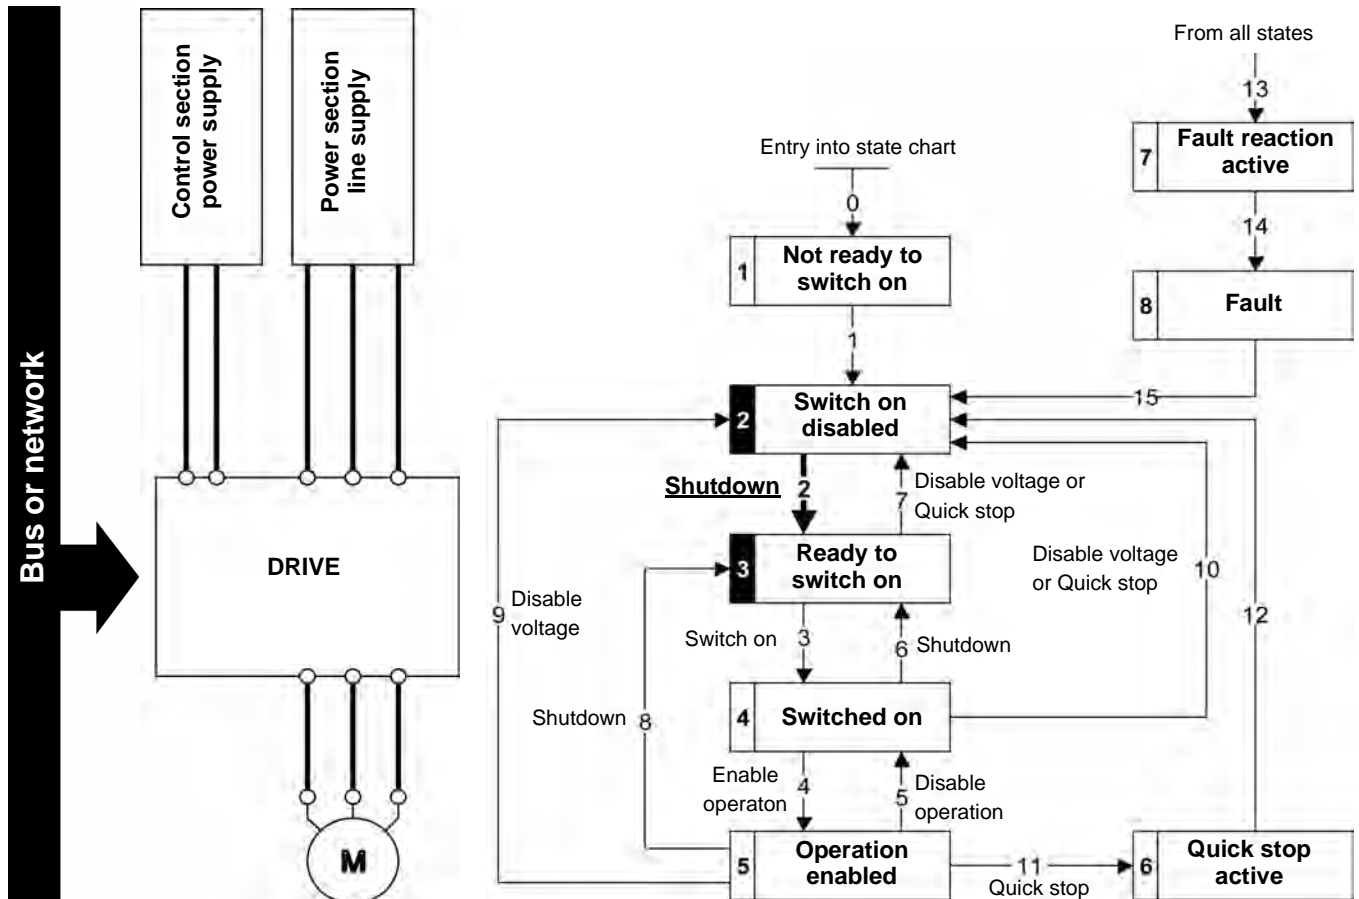 Bus or network
Control section
power supply
Power section
line supply
DRIVE
M
From all states
13
7
Fault reaction
active
14
8
Fault
15
Entry into state chart
0
1
Not ready to
switch on
1
2
Switch on
disabled
Shutdown
2
7
Disable voltage or
Quick stop
3
Ready to
switch on
9
Disable
voltage
Switch on
3
6
Shutdown
Disable voltage
or Quick stop
10
12
Shutdown
8
4
Switched on
Enable
operaton
4
5
Disable
operation
5
Operation
enabled
11
Quick stop
6
Quick stop
active